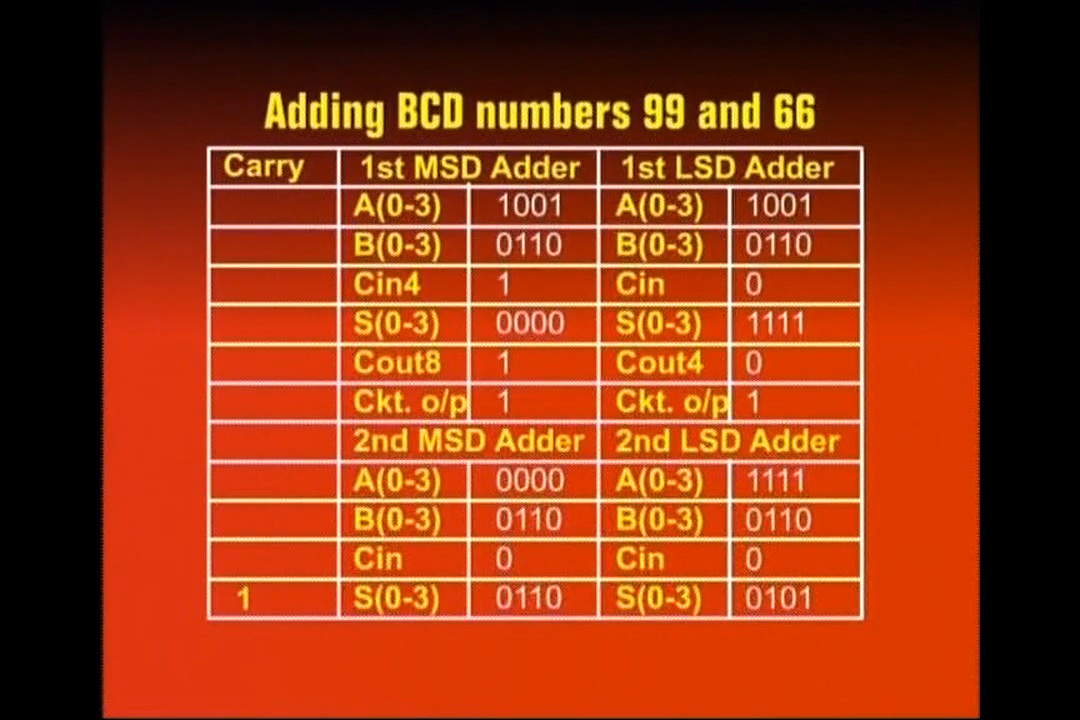 Adding BCD numbers 99 and 66
Carry 1st MSD Adder 1st LSD Adder
A(0-3) 1001 A(0-3) 1001
B(0-3) 0110 B(0-3) 0110
Cin4 1 Cin 0
S(0-3) 0000 S(0-3) 1111
Cout8 1 Cout4 0
Ckt. o/p 1 Ckt. o/p 1
2nd MSD Adder 2nd LSD Adder
A(0-3) 0000 A(0-3) 1111
B(0-3) 0110 B(0-3) 0110
Cin 0 Cin 0
1 S(0-3) 0110 S(0-3) 0101